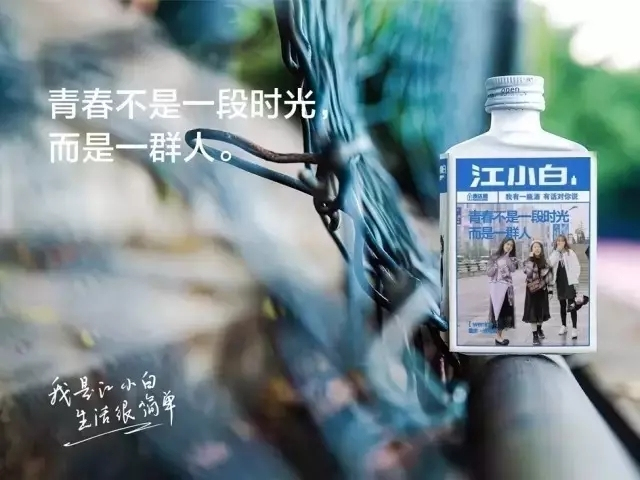 青春不是一段时光，
而是一群人。
open
江小白
我有一瓶酒 有话对你说
青春不是一段时光
而是一群人
我是江小白
生活很简单